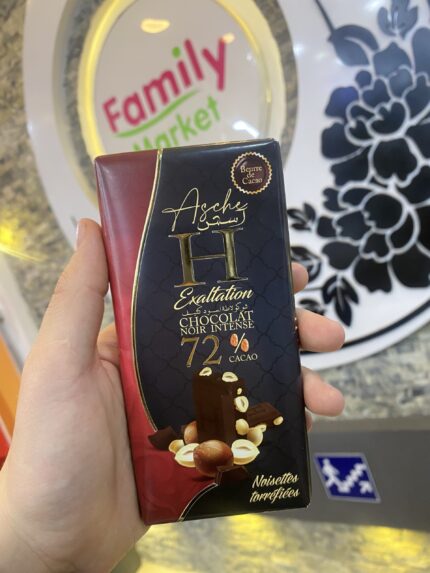 Family
Market
Beurre
de
Cacao
Asche
H
Exaltation
CHOCOLAT
NOIR INTENSE
72 %
CACAO
Noisettes
torréfiées